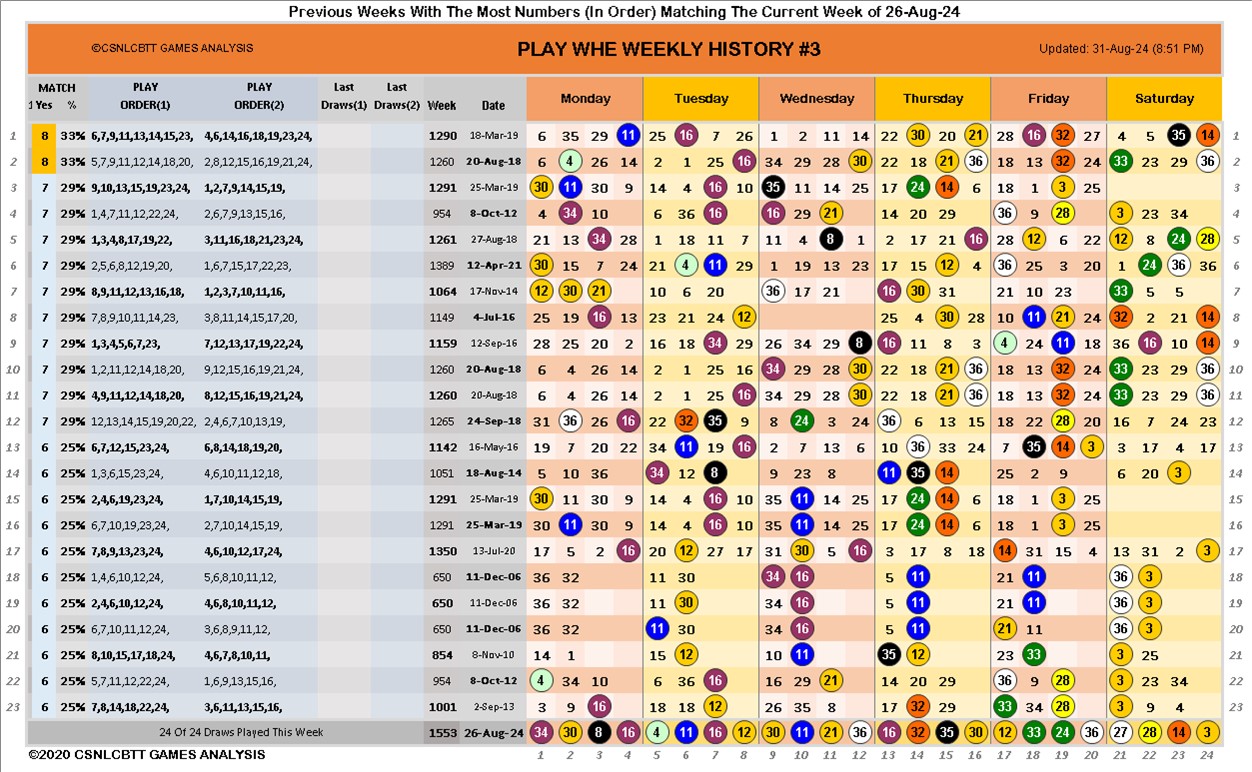 Previous Weeks With The Most Numbers (In Order) Matching The Current Week of 26-Aug-24
©CSNLCBTT GAMES ANALYSIS PLAY WHE WEEKLY HISTORY #3 Updated: 31-Aug-24 (8:51 PM)
MATCH PLAY PLAY Last Last
1 Yes % ORDER(1) ORDER(2) Draws(1) Draws(2) Week Date Monday Tuesday Wednesday Thursday Friday Saturday
1 8 33% 6,7,9,11,13,14,15,23, 4,6,14,16,18,19,23,24, 1290 18-Mar-19 6 35 29 11 25 16 7 26 1 2 11 14 22 30 20 16 28 16 32 27 4 5 35 14 1
2 8 33% 5,7,9,11,12,14,18,20, 2,8,12,15,16,19,21,24, 1260 20-Aug-18 6 4 26 14 2 1 25 16 34 29 28 30 22 18 21 36 18 13 32 24 33 23 29 36 2
3 7 29% 9,10,13,15,19,23,24, 1,2,7,9,14,15,19, 1291 25-Mar-19 30 11 30 9 14 4 16 10 35 11 14 25 17 24 14 6 18 1 3 25 3
4 7 29% 1,4,7,11,12,22,24, 2,6,7,9,13,15,16, 954 8-Oct-12 4 34 10 6 36 16 16 29 21 14 20 29 36 9 28 3 23 34 4
5 7 29% 1,3,4,8,17,19,22, 3,11,16,18,21,23,24, 1261 27-Aug-18 21 13 34 28 1 18 11 7 11 4 8 1 2 17 21 16 28 12 6 22 12 8 23 28 5
6 7 29% 2,5,6,8,12,19,20, 1,6,7,15,17,22,23, 1389 12-Apr-21 30 15 7 24 21 4 11 29 1 19 13 23 17 15 12 4 36 25 3 20 1 24 36 36 6
7 7 29% 8,9,11,12,13,16,18, 1,2,3,7,10,11,16, 1064 17-Nov-14 12 30 21 10 6 20 36 17 21 16 30 31 21 10 23 33 5 5 7
8 7 29% 7,8,9,10,11,14,23, 3,8,11,14,15,17,20, 1149 4-Jul-16 25 19 16 13 23 21 24 12 25 4 30 28 10 11 21 24 32 2 21 14 8
9 7 29% 1,3,4,5,6,7,23, 7,12,13,17,19,22,24, 1159 12-Sep-16 28 25 20 2 16 18 34 29 26 34 29 8 16 11 8 3 4 24 11 18 36 16 10 14 9
10 7 29% 1,2,11,12,14,18,20, 9,12,15,16,19,21,24, 1260 20-Aug-18 6 4 26 14 2 1 25 16 34 29 28 30 22 18 21 36 18 13 32 24 33 23 29 36 10
11 7 29% 4,9,11,12,14,18,20, 8,12,15,16,19,21,24, 1260 20-Aug-18 6 4 26 14 2 1 25 16 34 29 28 30 22 18 21 36 18 13 32 24 33 23 29 36 11
12 7 29% 12,13,14,15,19,20,22, 2,4,6,7,10,13,19, 1265 24-Sep-18 31 36 26 16 22 32 35 9 8 24 3 24 36 6 13 15 18 22 28 20 16 7 24 23 12
13 6 25% 6,7,12,15,23,24, 6,8,14,18,19,20, 1142 16-May-16 19 7 20 22 34 11 19 16 2 7 13 6 10 36 33 24 7 35 14 3 3 17 4 17 13
14 6 25% 1,3,6,15,23,24, 4,6,10,11,12,18, 1051 18-Aug-14 5 10 36 34 12 8 9 23 8 11 35 14 25 2 9 6 20 3 14
15 6 25% 2,4,6,19,23,24, 1,7,10,14,15,19, 1291 25-Mar-19 30 11 30 9 14 4 16 10 35 11 14 25 17 24 14 6 18 1 3 25 15
16 6 25% 6,7,10,19,23,24, 2,7,10,14,15,19, 1291 25-Mar-19 30 11 30 9 14 4 16 10 35 11 14 25 17 24 14 6 18 1 3 25 16
17 6 25% 7,8,9,13,23,24, 4,6,10,12,17,24, 1350 13-Jul-20 17 5 2 16 20 12 27 17 31 30 5 16 3 17 8 18 14 31 15 4 13 31 2 3 17
18 6 25% 1,4,6,10,12,24, 5,6,8,10,11,12, 650 11-Dec-06 36 32 11 30 34 16 5 11 21 11 36 3 18
19 6 25% 2,4,6,10,12,24, 4,6,8,10,11,12, 650 11-Dec-06 36 32 11 30 34 16 5 11 21 11 36 3 19
20 6 25% 6,7,10,11,12,24, 3,6,8,9,11,12, 650 11-Dec-06 36 32 11 30 34 16 5 11 21 11 36 3 20
21 6 25% 8,10,15,17,18,24, 4,6,7,8,10,11, 854 8-Nov-10 14 1 15 12 10 11 35 12 23 33 3 25 21
22 6 25% 5,7,11,12,22,24, 1,6,9,13,15,16, 954 8-Oct-12 4 34 10 6 36 16 16 29 21 14 20 29 36 9 28 3 23 34 22
23 6 25% 7,8,14,18,22,24, 3,6,11,13,15,16, 1001 2-Sep-13 3 9 16 18 18 12 26 35 8 17 32 29 33 34 28 3 9 4 23
24 Of 24 Draws Played This Week 1553 26-Aug-24 34 30 8 16 4 11 16 12 30 11 21 36 16 32 35 30 12 33 24 36 27 28 14 3
©2020 CSNLCBTT GAMES ANALYSIS 1 2 3 4 5 6 7 8 9 10 11 12 13 14 15 16 17 18 19 20 21 22 23 24